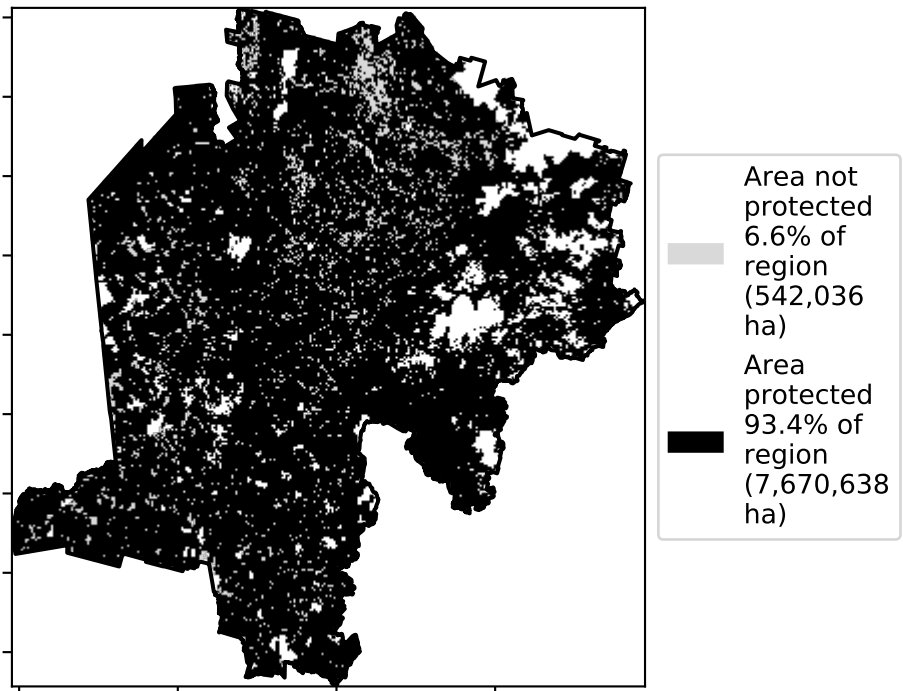 Area not
protected
6.6% of
region
(542,036
ha)
Area
protected
93.4% of
region
(7,670,638
ha)